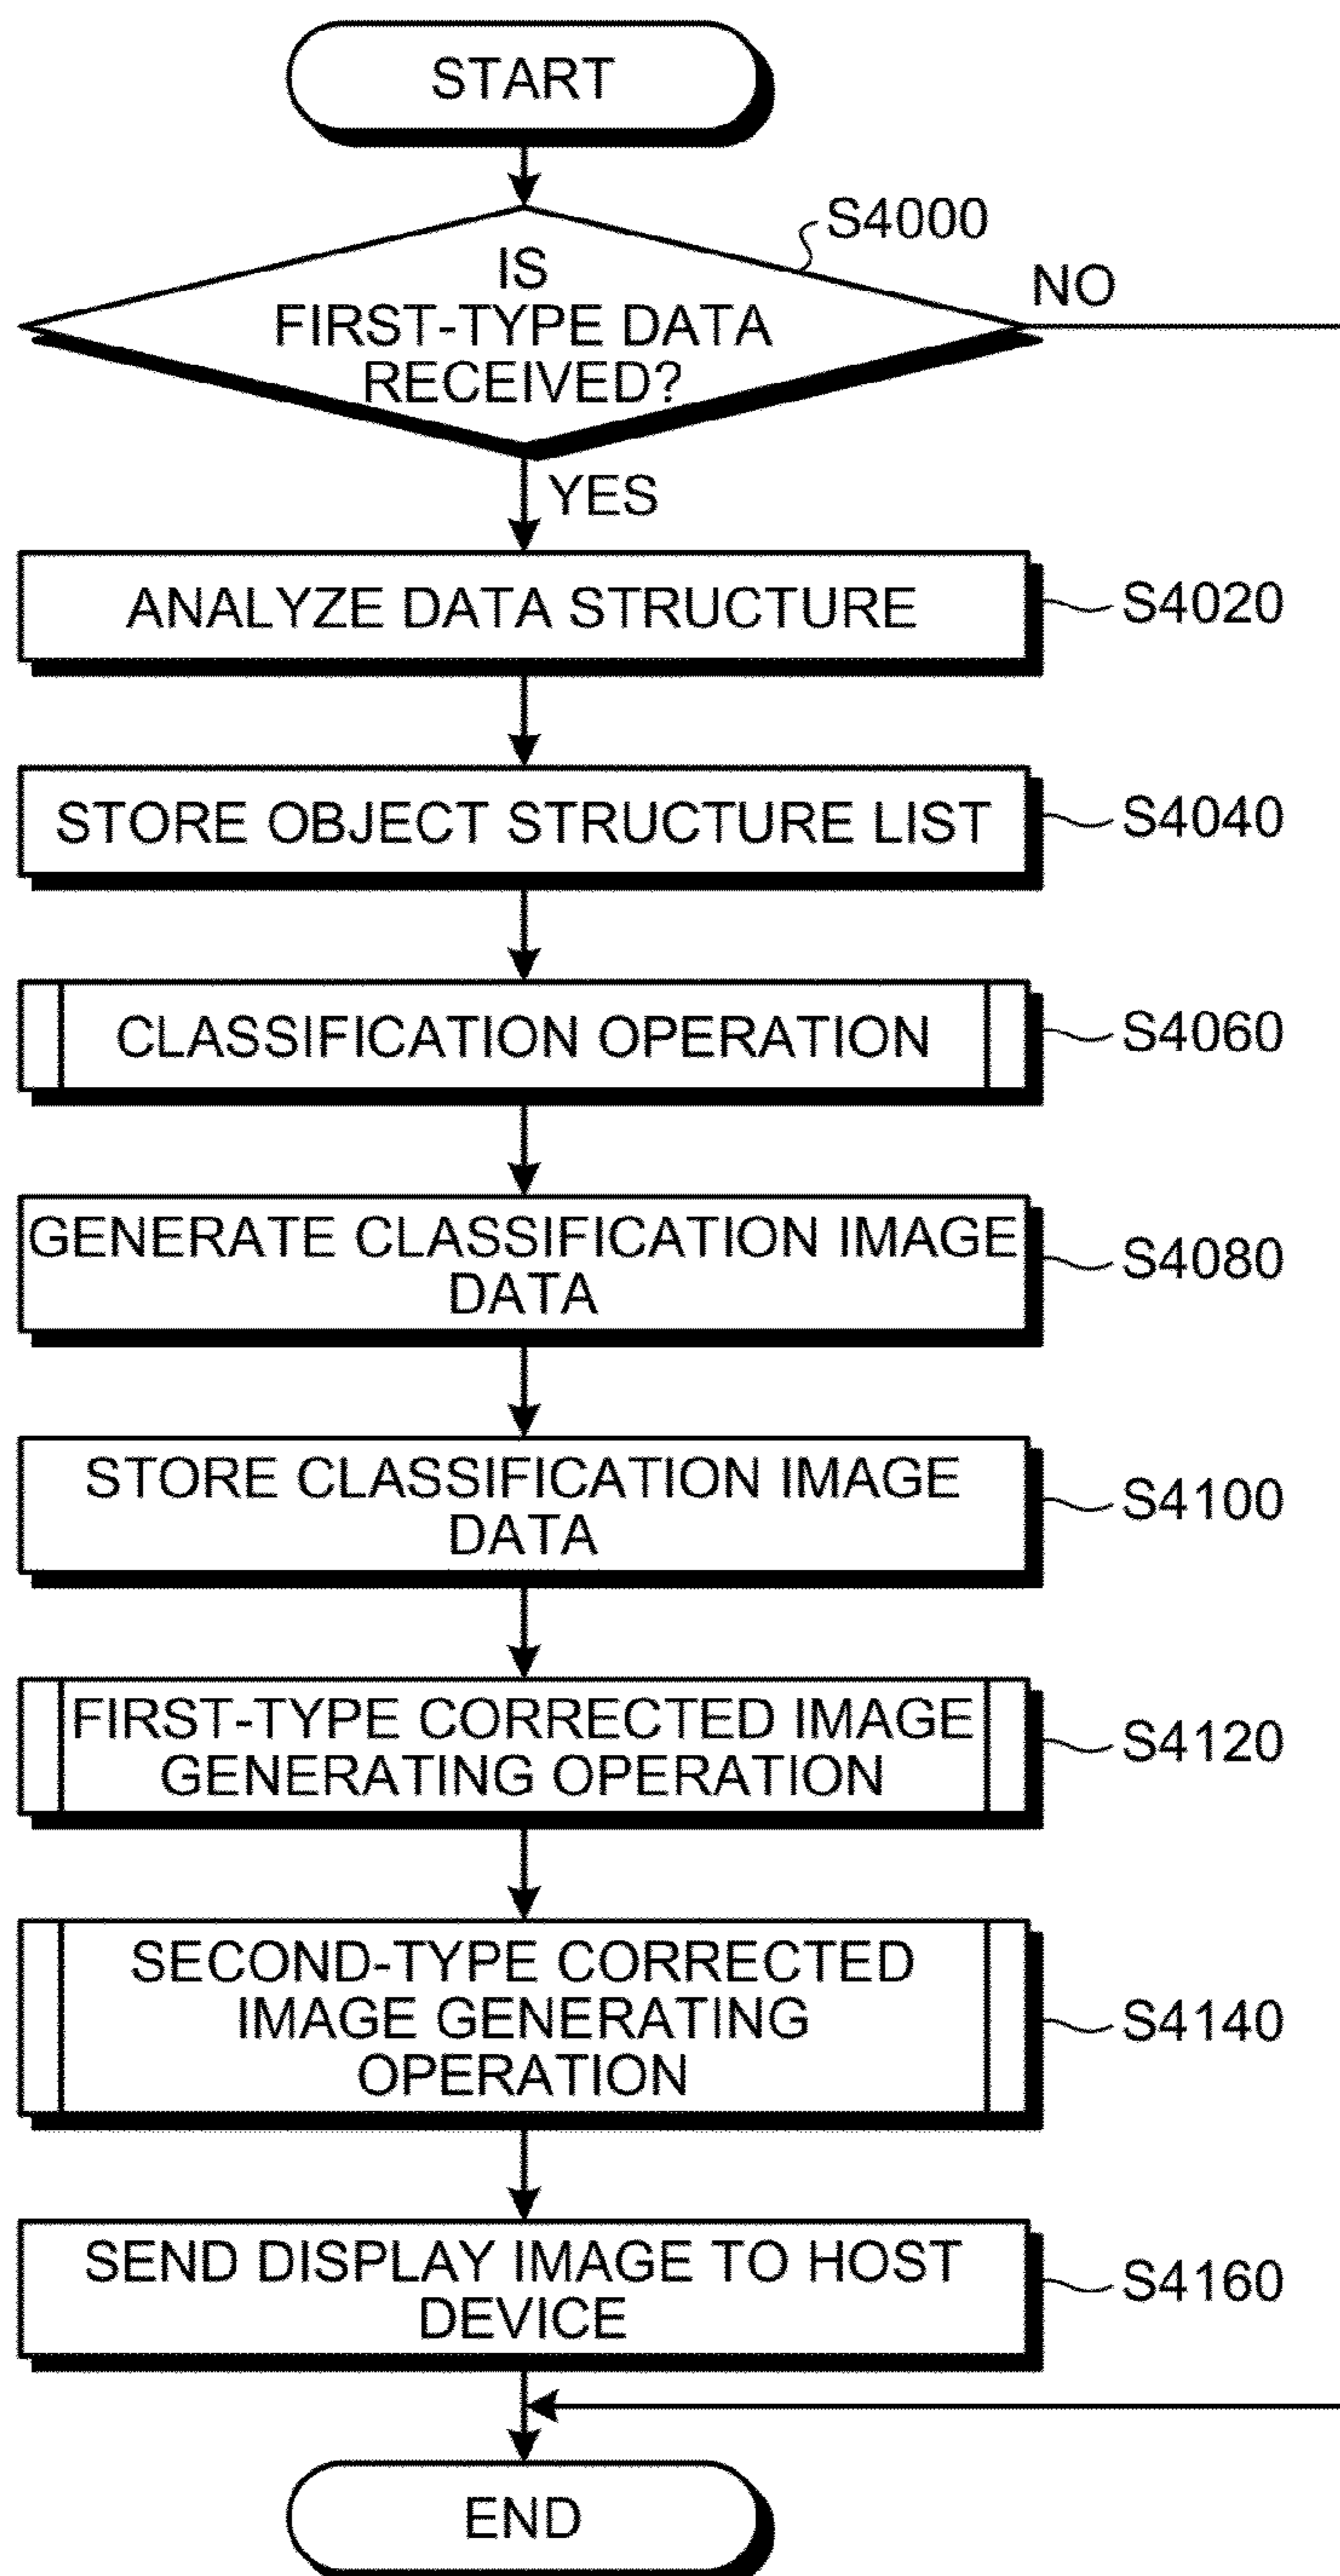 START
S4000
IS
FIRST-TYPE DATA
RECEIVED?
NO
YES
ANALYZE DATA STRUCTURE
S4020
STORE OBJECT STRUCTURE LIST
S4040
CLASSIFICATION OPERATION
S4060
GENERATE CLASSIFICATION IMAGE
DATA
S4080
STORE CLASSIFICATION IMAGE
DATA
S4100
FIRST-TYPE CORRECTED IMAGE
GENERATING OPERATION
S4120
SECOND-TYPE CORRECTED
IMAGE GENERATING
OPERATION
S4140
SEND DISPLAY IMAGE TO HOST
DEVICE
S4160
END